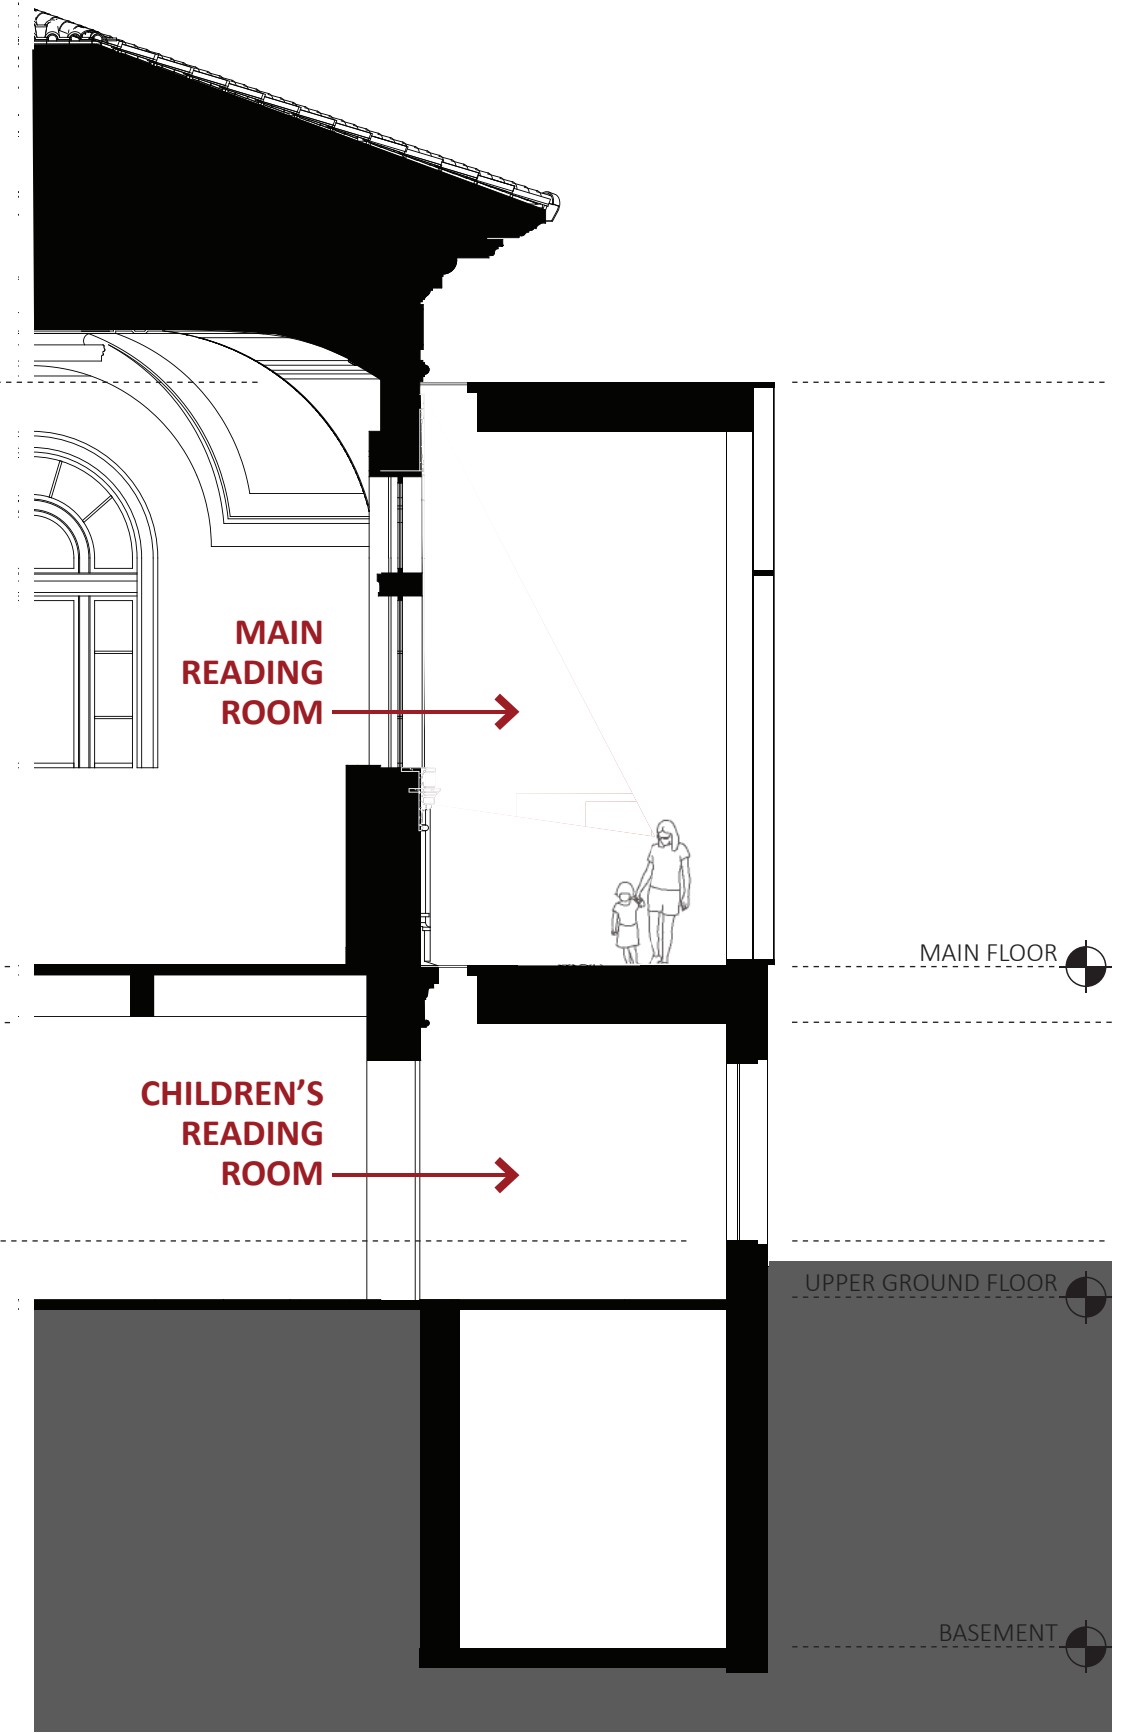 MAIN
READING
ROOM
MAIN FLOOR
CHILDREN'S
READING
ROOM
UPPER GROUND FLOOR
BASEMENT